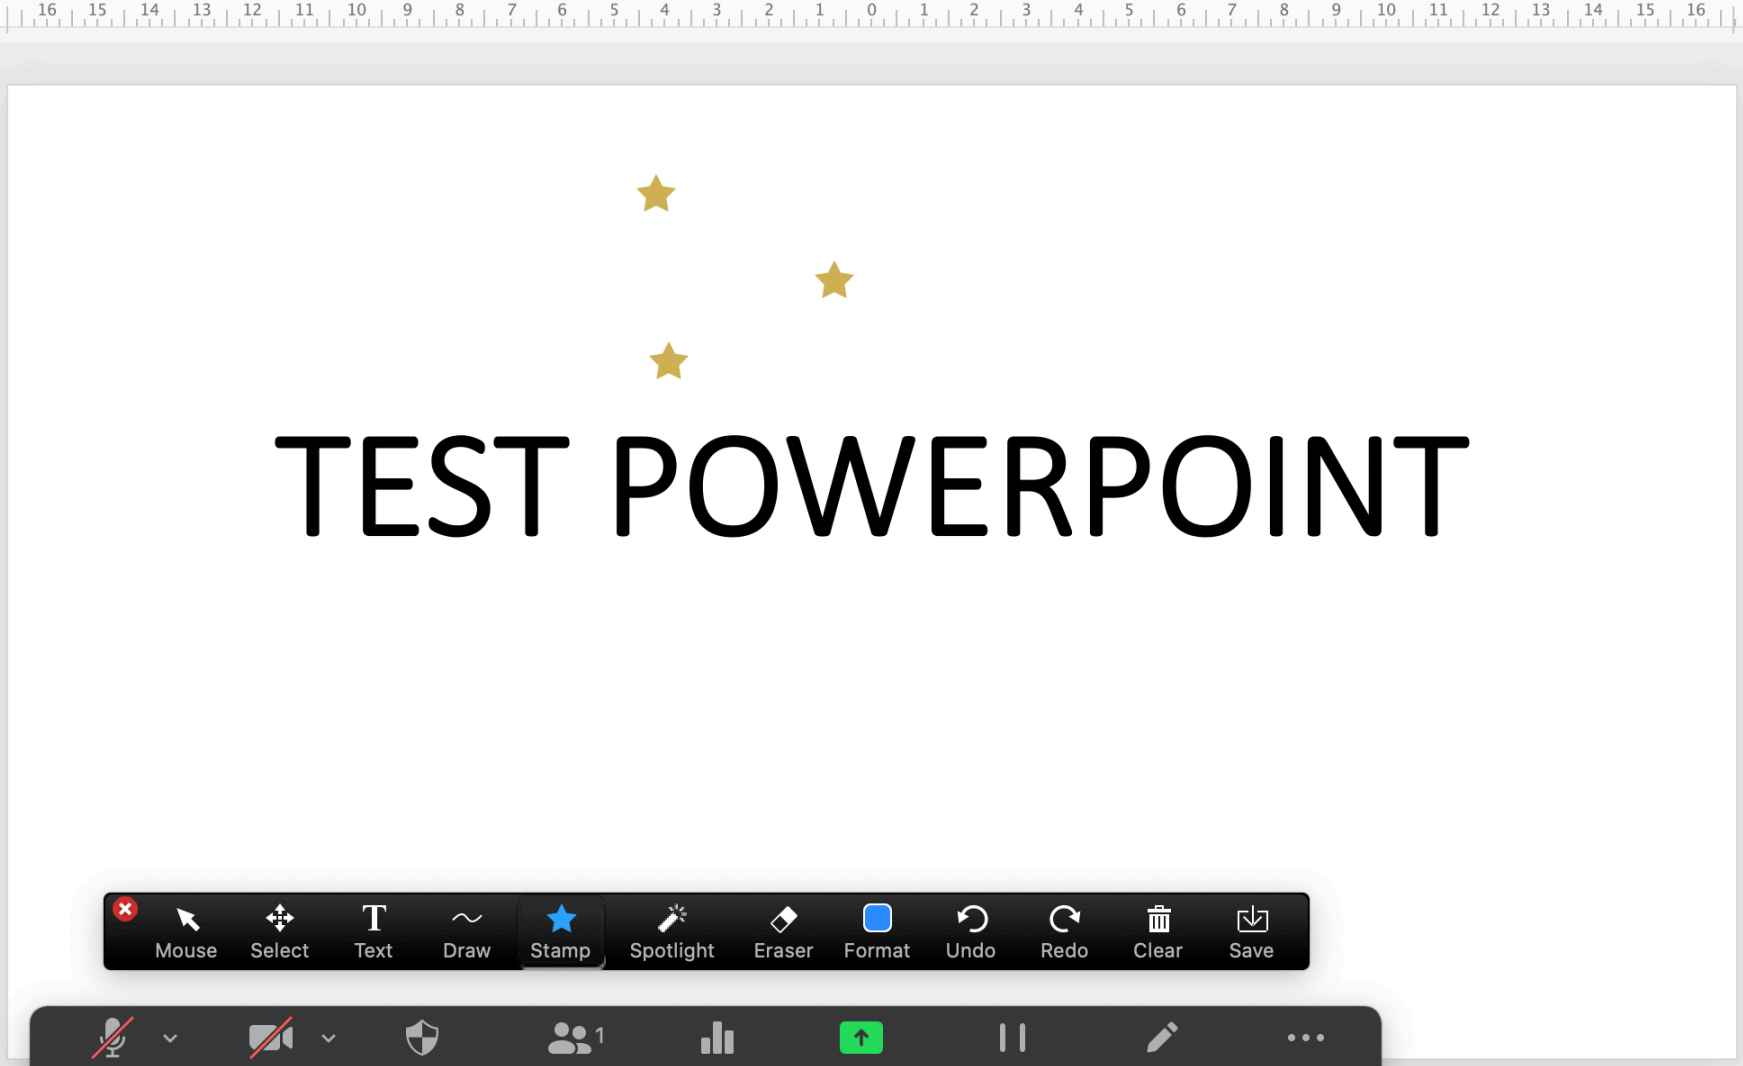 16 15 14 13 12 11 10 9 8 7 6 5 4 3 2 1 0 1 2 3 4 5 6 7 8 9 10 11 12 13 14 15 16
TEST POWERPOINT
Mouse Select Text Draw Stamp Spotlight Eraser Format Undo Redo Clear Save
1